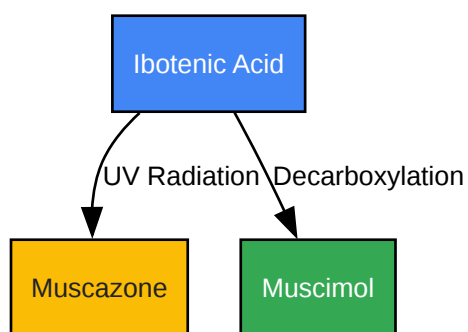 Ibotenic Acid
UV Radiation
Decarboxylation
Muscazone
Muscimol